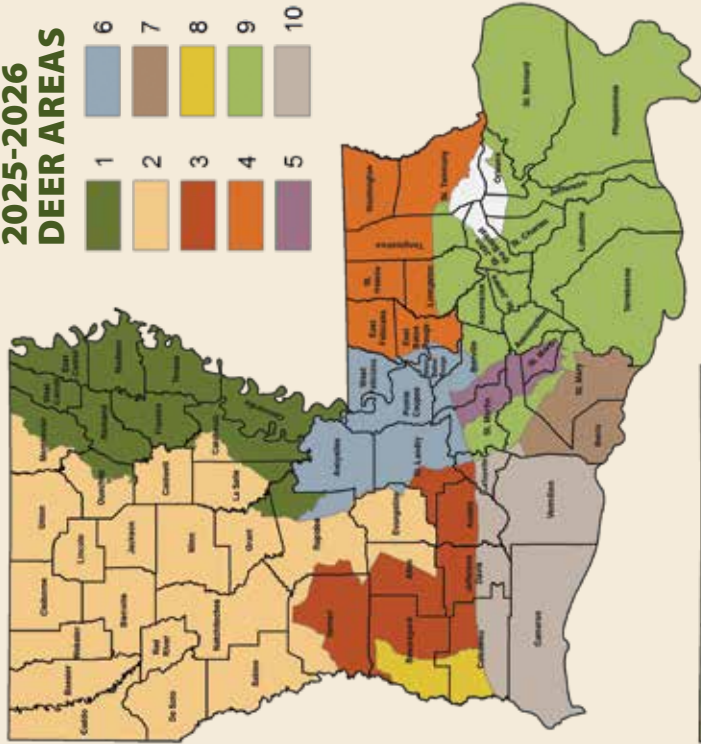 2025-2026
DEER AREAS
1
2
3
4
5
6
7
8
9
10
Caddo
Bossier
Webster
Claiborne
Union
Morehouse
West
Carroll
East
Carroll
Lincoln
Ouachita
Richland
Madison
De Soto
Red
River
Bienville
Jackson
Caldwell
Franklin
Tensas
Sabine
Natchitoches
Winn
Grant
La Salle
Catahoula
Concordia
Vernon
Rapides
Avoyelles
Beauregard
Allen
Evangeline
St. Landry
Pointe
Coupee
West
Feliciana
East
Feliciana
St.
Helena
Tangipahoa
Washington
East
Baton
Rouge
Livingston
St. Tammany
Calcasieu
Jefferson
Davis
Acadia
Lafayette
St. Martin
Iberville
Ascension
Cameron
Vermilion
Iberia
St. Mary
St. Martin
Assumption
St. Charles
Orleans
St. Bernard
Jefferson
Plaquemines
Lafourche
Terrebonne